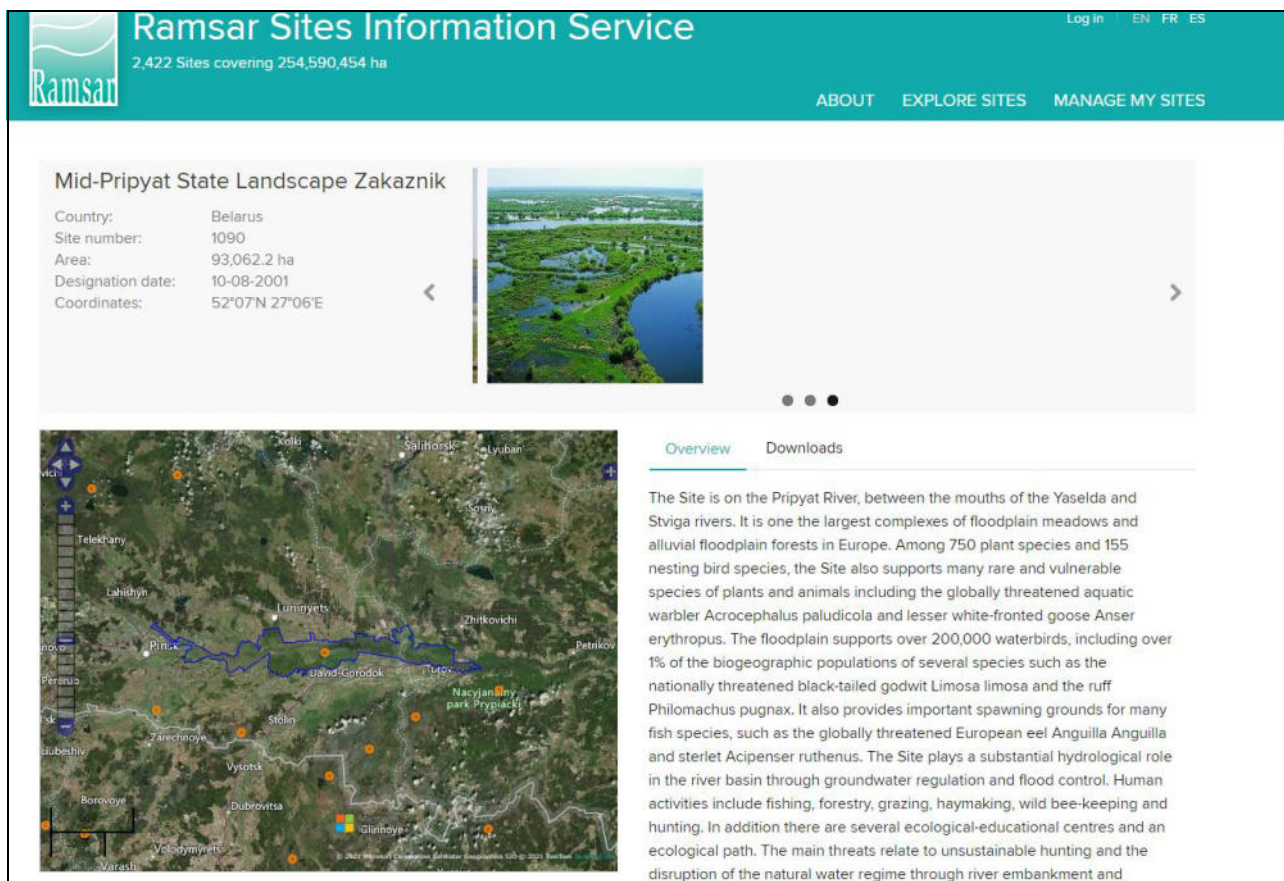 Ramsar
Ramsar Sites Information Service
2,422 Sites covering 254,590,454 ha
Log in EN FR ES
ABOUT EXPLORE SITES MANAGE MY SITES
Mid-Pripyat State Landscape Zakaznik
Country: Belarus
Site number: 1090
Area: 93,062.2 ha
Designation date: 10-08-2001
Coordinates: 52°07'N 27°06'E
Kolki
Salihorsk
Lyuban'
Sosny
Telekhany
Lahishyn
Luninyets
Zhitkovichi
Pinsk
Petrikov
David-Gorodok
Turov
Nacyjanalny
park Prypiacki
Stolin
Zarechnoye
Vysotsk
Borovoye
Dubrovitsa
Glinnoye
Volodymyrets
Varash
Overview Downloads
The Site is on the Pripyat River, between the mouths of the Yaselda and
Stviga rivers. It is one the largest complexes of floodplain meadows and
alluvial floodplain forests in Europe. Among 750 plant species and 155
nesting bird species, the Site also supports many rare and vulnerable
species of plants and animals including the globally threatened aquatic
warbler Acrocephalus paludicola and lesser white-fronted goose Anser
erythropus. The floodplain supports over 200,000 waterbirds, including over
1% of the biogeographic populations of several species such as the
nationally threatened black-tailed godwit Limosa limosa and the ruff
Philomachus pugnax. It also provides important spawning grounds for many
fish species, such as the globally threatened European eel Anguilla Anguilla
and sterlet Acipenser ruthenus. The Site plays a substantial hydrological role
in the river basin through groundwater regulation and flood control. Human
activities include fishing, forestry, grazing, haymaking, wild bee-keeping and
hunting. In addition there are several ecological-educational centres and an
ecological path. The main threats relate to unsustainable hunting and the
disruption of the natural water regime through river embankment and